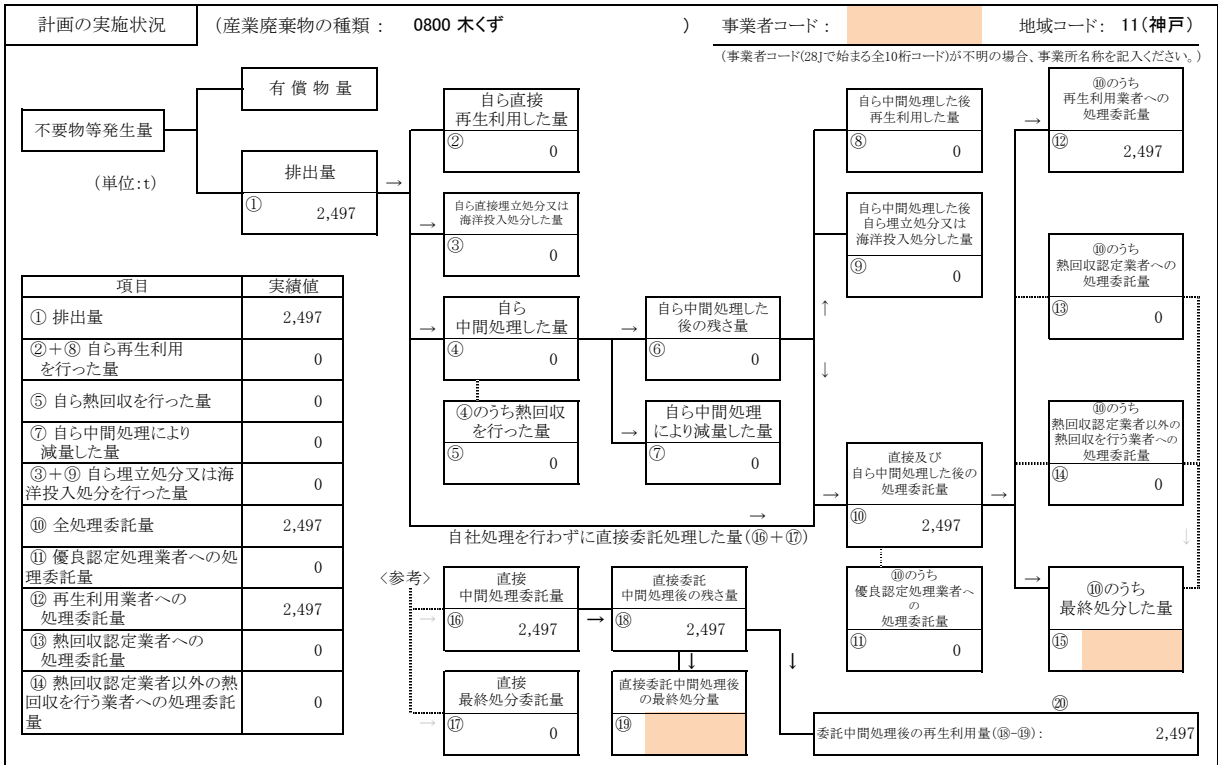 計画の実施状況 (産業廃棄物の種類： 0800 木くず ) 事業者コード： 地域コード： 11(神戸)
(事業者コード(28Jで始まる全10桁コード)が不明の場合、事業所名称を記入ください。)
不要物等発生量
(単位:t)
有償物量
排出量
① 2,497
→
自ら直接
再生利用した量
② 0
→
自ら直接埋立処分又は
海洋投入処分した量
③ 0
→
自ら
中間処理した量
④ 0
④のうち熱回収
を行った量
⑤ 0
→
自ら中間処理した
後の残さ量
⑥ 0
→
自ら中間処理
により減量した量
⑦ 0
自ら中間処理した後
再生利用した量
⑧ 0
自ら中間処理した後
自ら埋立処分又は
海洋投入処分した量
⑨ 0
↑
↓
→
直接及び
自ら中間処理した後の
処理委託量
⑩ 2,497
→
⑩のうち
優良認定処理業者へ
の
処理委託量
⑪ 0
→
⑩のうち
再生利用業者への
処理委託量
⑫ 2,497
⑩のうち
熱回収認定業者への
処理委託量
⑬ 0
⑩のうち
熱回収認定業者以外の
熱回収を行う業者への
処理委託量
⑭ 0
↓
→
⑩のうち
最終処分した量
⑮
→
自社処理を行わずに直接委託処理した量(⑯＋⑰)
〈参考〉
→
直接
中間処理委託量
⑯ 2,497
→
直接委託
中間処理後の残さ量
⑱ 2,497
→
直接
最終処分委託量
⑰ 0
↓
直接委託中間処理後
の最終処分量
⑲
↓
⑳
委託中間処理後の再生利用量(⑱-⑲)： 2,497
項目 実績値
① 排出量 2,497
②＋⑧ 自ら再生利用
を行った量 0
⑤ 自ら熱回収を行った量 0
⑦ 自ら中間処理により
減量した量 0
③＋⑨ 自ら埋立処分又は海
洋投入処分を行った量 0
⑩ 全処理委託量 2,497
⑪ 優良認定処理業者への処
理委託量 0
⑫ 再生利用業者への
処理委託量 2,497
⑬ 熱回収認定業者への
処理委託量 0
⑭ 熱回収認定業者以外の熱
回収を行う業者への処理委託
量 0